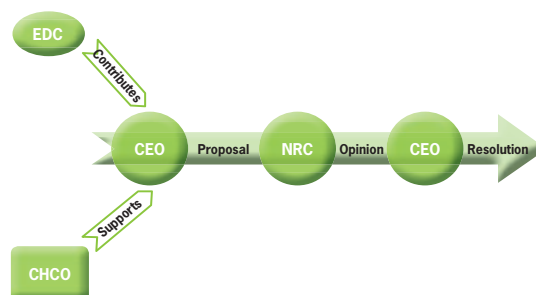 EDC
Contributes
CEO
Proposal
NRC
Opinion
CEO
Resolution
Supports
CHCO